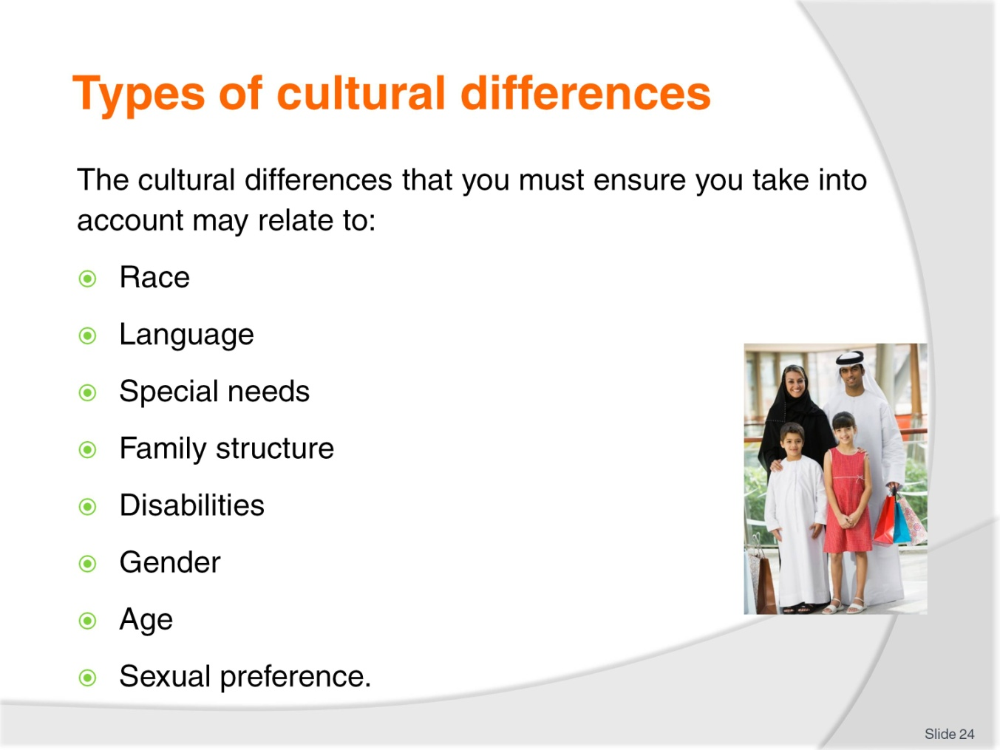 Types of cultural differences
The cultural differences that you must ensure you take into
account may relate to:
Race
Language
Special needs
Family structure
Disabilities
Gender
Age
Sexual preference.
Slide 24